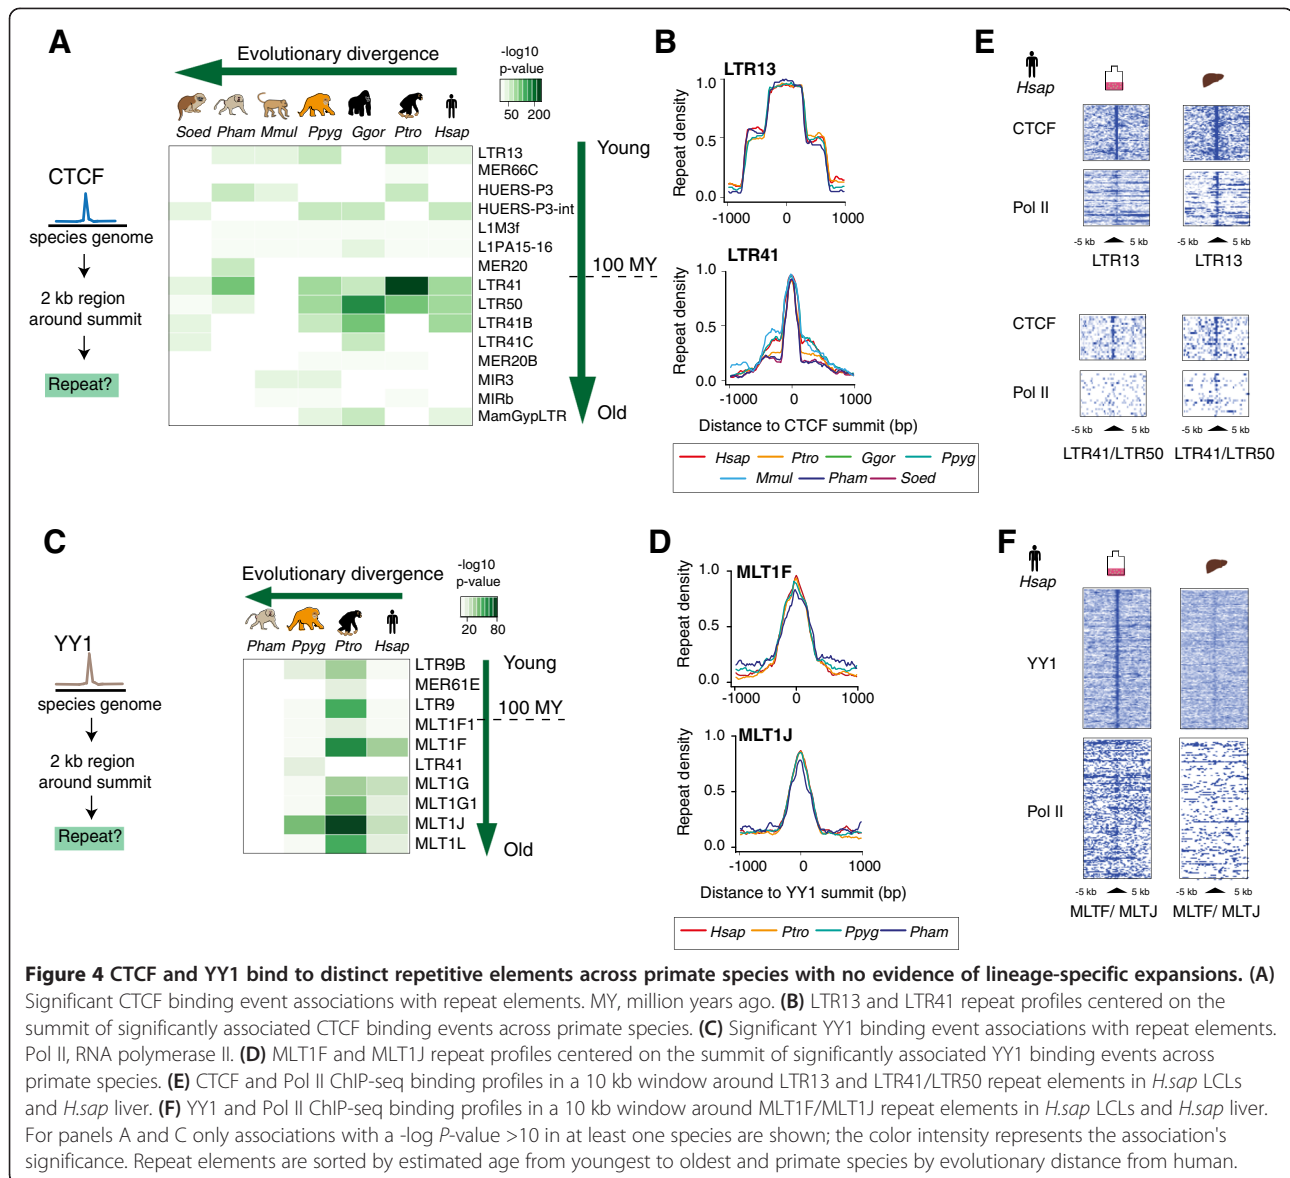 A
Evolutionary divergence
-log10
p-value
50 200
Soed Pham Mmul Ppyg Ggor Ptro Hsap
CTCF
species genome
2 kb region
around summit
Repeat?
LTR13
MER66C
HUERS-P3
HUERS-P3-int
L1M3f
L1PA15-16
MER20
LTR41
LTR50
LTR41B
LTR41C
MER20B
MIR3
MIRb
MamGypLTR
Young
100 MY
Old
B
LTR13
Repeat density
1.0
0.5
0.0
-1000 0 1000
LTR41
Repeat density
1.0
0.5
0.0
-1000 0 1000
Distance to CTCF summit (bp)
Hsap Ptro Ggor Ppyg
Mmul Pham Soed
E
Hsap
CTCF
Pol II
-5 kb 5 kb -5 kb 5 kb
LTR13 LTR13
CTCF
Pol II
-5 kb 5 kb -5 kb 5 kb
LTR41/LTR50 LTR41/LTR50
C
Evolutionary divergence
-log10
p-value
20 80
Pham Ppyg Ptro Hsap
YY1
species genome
2 kb region
around summit
Repeat?
LTR9B
MER61E
LTR9
MLT1F1
MLT1F
LTR41
MLT1G
MLT1G1
MLT1J
MLT1L
Young
100 MY
Old
D
MLT1F
Repeat density
1.0
0.5
0.0
-1000 0 1000
MLT1J
Repeat density
1.0
0.5
0.0
-1000 0 1000
Distance to YY1 summit (bp)
Hsap Ptro Ppyg Pham
F
Hsap
YY1
Pol II
-5 kb 5 kb -5 kb 5 kb
MLTF/ MLTJ MLTF/ MLTJ
Figure 4 CTCF and YY1 bind to distinct repetitive elements across primate species with no evidence of lineage-specific expansions. (A)
Significant CTCF binding event associations with repeat elements. MY, million years ago. (B) LTR13 and LTR41 repeat profiles centered on the
summit of significantly associated CTCF binding events across primate species. (C) Significant YY1 binding event associations with repeat elements.
Pol II, RNA polymerase II. (D) MLT1F and MLT1J repeat profiles centered on the summit of significantly associated YY1 binding events across
primate species. (E) CTCF and Pol II ChIP-seq binding profiles in a 10 kb window around LTR13 and LTR41/LTR50 repeat elements in H.sap LCLs
and H.sap liver. (F) YY1 and Pol II ChIP-seq binding profiles in a 10 kb window around MLT1F/MLT1J repeat elements in H.sap LCLs and H.sap liver.
For panels A and C only associations with a -log P-value >10 in at least one species are shown; the color intensity represents the association's
significance. Repeat elements are sorted by estimated age from youngest to oldest and primate species by evolutionary distance from human.